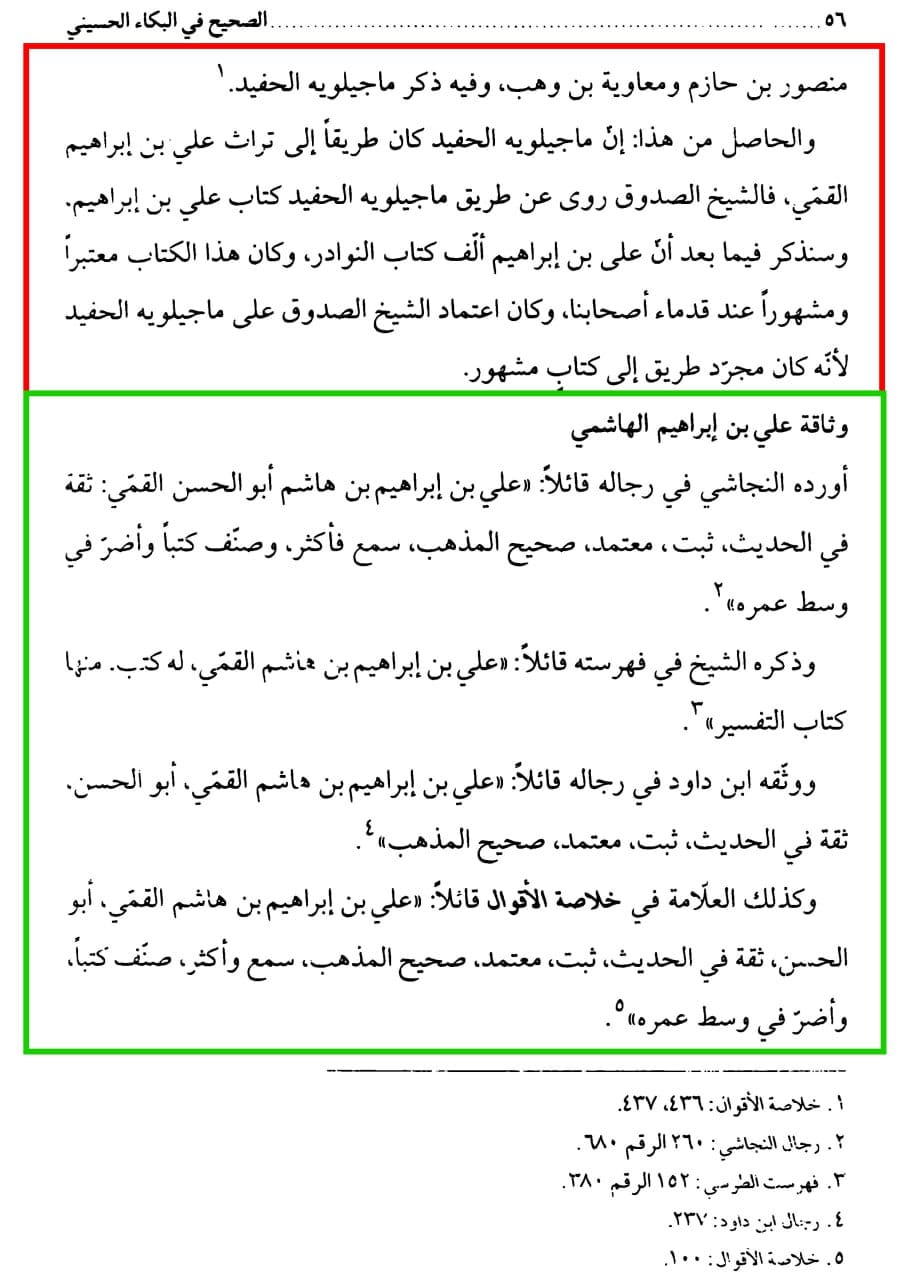 ٥٦ .................................................. الصحيح في البكاء الحسيني
منصور بن حازم ومعاوية بن وهب، وفيه ذكر ماجيلويه الحفيد.١
والحاصل من هذا: إنّ ماجيلويه الحفيد كان طريقاً إلى تراث علي بن إبراهيم
القمّي، فالشيخ الصدوق روى عن طريق ماجيلويه الحفيد كتاب علي بن إبراهيم.
وسنذكر فيما بعد أنّ على بن إبراهيم ألّف كتاب النوادر، وكان هذا الكتاب معتبراً
ومشهوراً عند قدماء أصحابنا، وكان اعتماد الشيخ الصدوق على ماجيلويه الحفيد
لأنّه كان مجرّد طريق إلى كتابٍ مشهور.
وثاقة علي بن إبراهيم الهاشمي
أورده النجاشي في رجاله قائلاً: «علي بن إبراهيم بن هاشم أبو الحسن القمّي: ثقة
في الحديث، ثبت، معتمد، صحيح المذهب، سمع فأكثر، وصنّف كتباً وأضرّ في
وسط عمره»٢.
وذكره الشيخ في فهرسته قائلاً: «علي بن إبراهيم بن هاشم القمّي، له كتب. منها
كتاب التفسير»٣.
ووثّقه ابن داود في رجاله قائلاً: «علي بن إبراهيم بن هاشم القمّي، أبو الحسن،
ثقة في الحديث، ثبت، معتمد، صحيح المذهب»٤.
وكذلك العلّامة في خلاصة الأقوال قائلاً: «علي بن إبراهيم بن هاشم القمّي، أبو
الحسن، ثقة في الحديث، ثبت، معتمد، صحيح المذهب، سمع وأكثر، صنّف كتباً،
وأضرّ في وسط عمره»٥.
١. خلاصة الأقوال: ٤٣٦، ٤٣٧.
٢. رجال النجاشي: ٢٦٠ الرقم ٦٨٠.
٣. فهرست الطوسي: ١٥٢ الرقم ٣٨٠.
٤. رجال ابن داود: ٢٣٧.
٥. خلاصة الأقوال: ١٠٠.